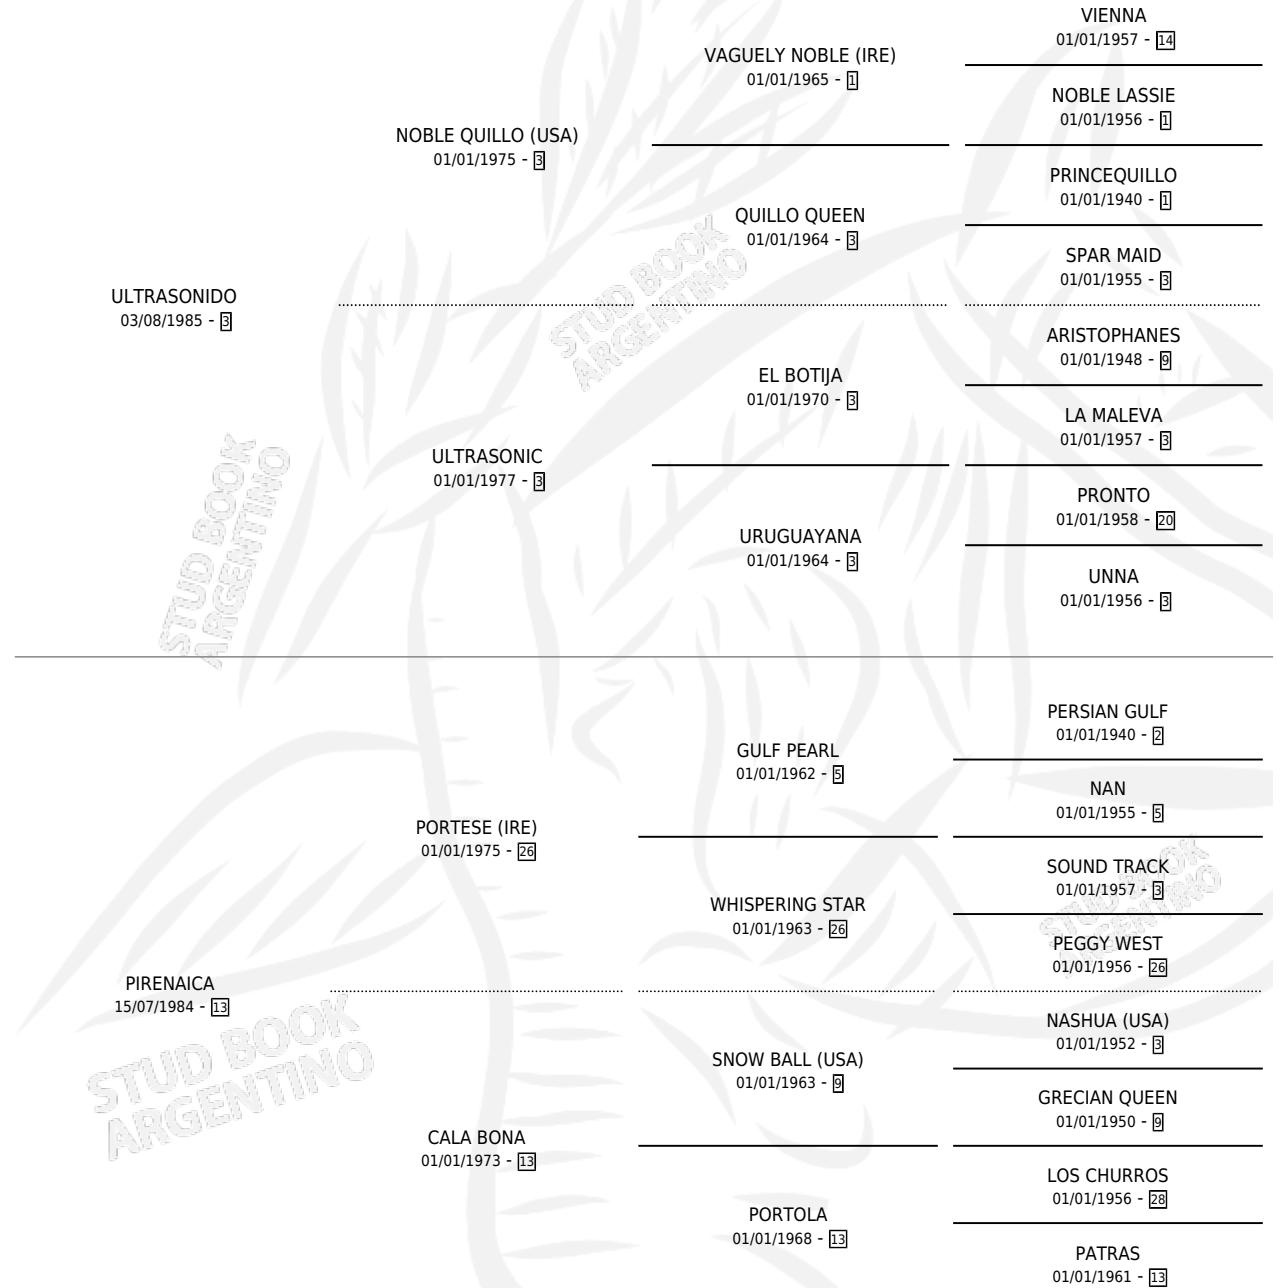 VIENNA
01/01/1957 - 14
VAGUELY NOBLE (IRE)
01/01/1965 - 1
NOBLE LASSIE
01/01/1956 - 1
NOBLE QUILLO (USA)
01/01/1975 - 3
PRINCEQUILLO
01/01/1940 - 1
QUILLO QUEEN
01/01/1964 - 3
SPAR MAID
01/01/1955 - 3
ULTRASONIDO
03/08/1985 - 3
ARISTOPHANES
01/01/1948 - 9
EL BOTIJA
01/01/1970 - 3
LA MALEVA
01/01/1957 - 3
ULTRASONIC
01/01/1977 - 3
PRONTO
01/01/1958 - 20
URUGUAYANA
01/01/1964 - 3
UNNA
01/01/1956 - 3
STUD BOOK
ARGENTINO
STUD BOOK
ARGENTINO
PERSIAN GULF
01/01/1940 - 2
GULF PEARL
01/01/1962 - 5
NAN
01/01/1955 - 5
PORTESE (IRE)
01/01/1975 - 26
SOUND TRACK
01/01/1957 - 3
WHISPERING STAR
01/01/1963 - 26
PEGGY WEST
01/01/1956 - 26
STUD BOOK
ARGENTINO
PIRENAICA
15/07/1984 - 13
NASHUA (USA)
01/01/1952 - 3
SNOW BALL (USA)
01/01/1963 - 9
GRECIAN QUEEN
01/01/1950 - 9
CALA BONA
01/01/1973 - 13
LOS CHURROS
01/01/1956 - 28
PORTOLA
01/01/1968 - 13
PATRAS
01/01/1961 - 13
STUD BOOK
ARGENTINO